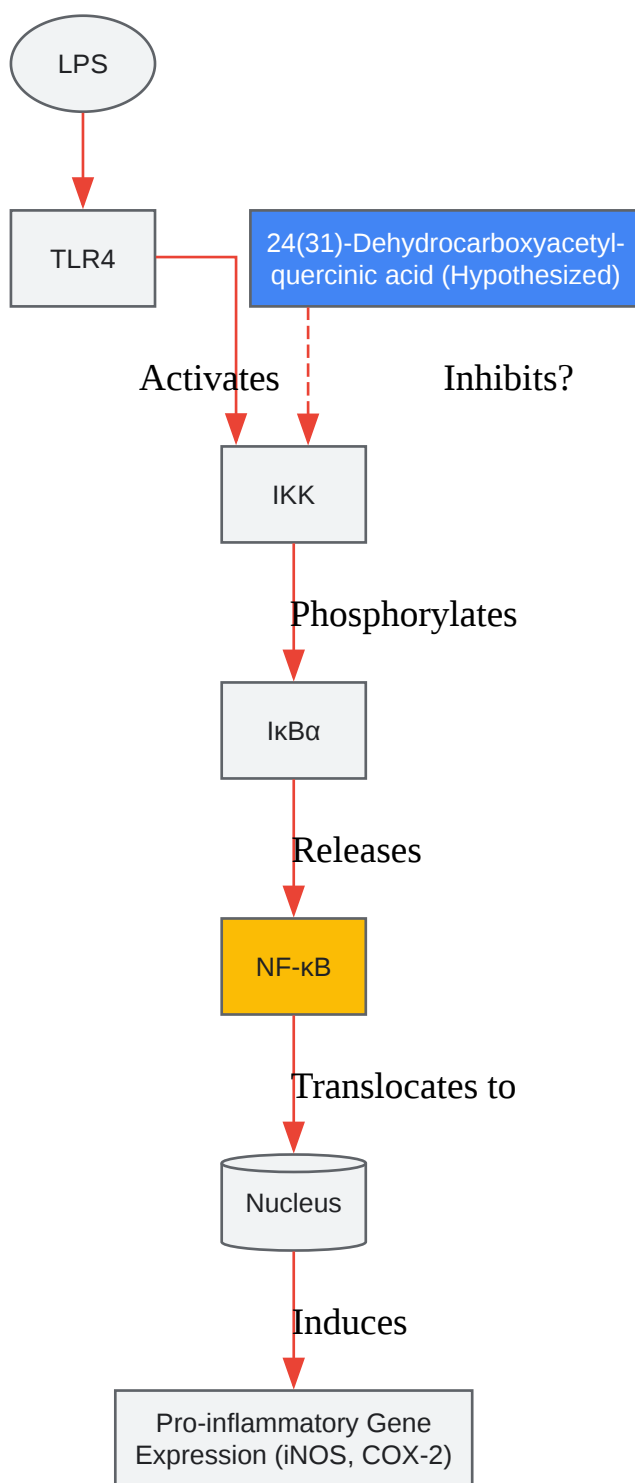 LPS
TLR4
24(31)-Dehydrocarboxyacetyl-
quercinic acid (Hypothesized)
Activates
Inhibits?
IKK
Phosphorylates
IκBα
Releases
NF-κB
Translocates to
Nucleus
Induces
Pro-inflammatory Gene
Expression (iNOS, COX-2)